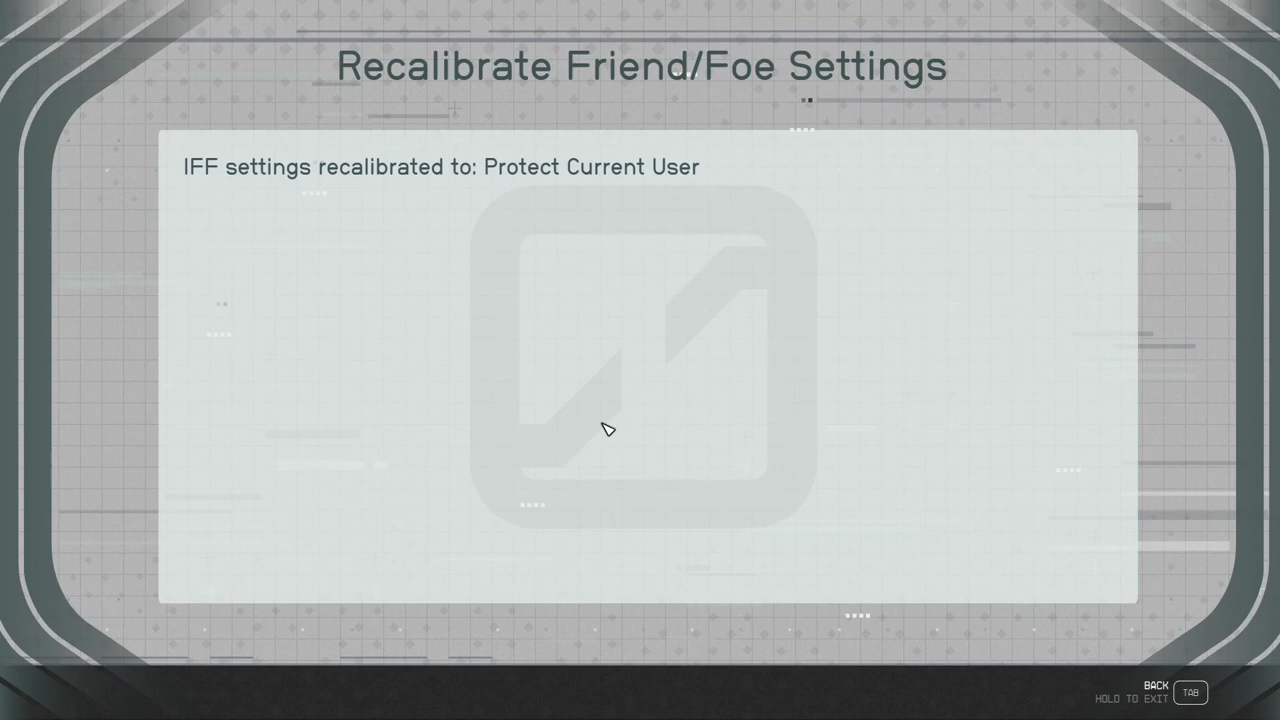 Recalibrate Friend/Foe Settings
IFF settings recalibrated to: Protect Current User
BACK
HOLD TO EXIT
TAB